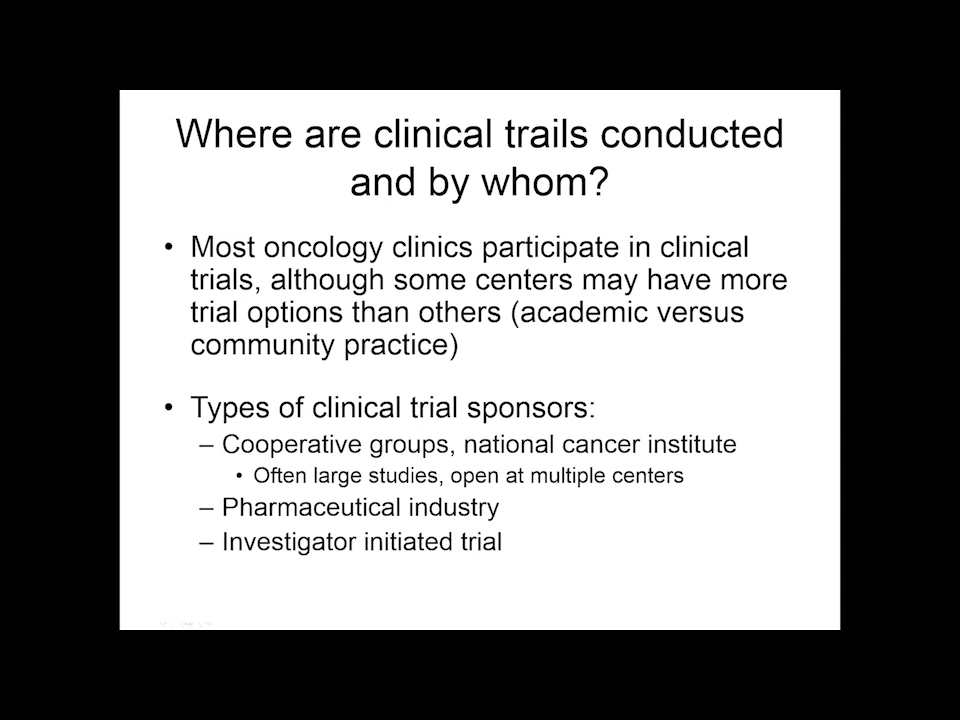 Where are clinical trails conducted
and by whom?
• Most oncology clinics participate in clinical
trials, although some centers may have more
trial options than others (academic versus
community practice)
• Types of clinical trial sponsors:
– Cooperative groups, national cancer institute
• Often large studies, open at multiple centers
– Pharmaceutical industry
– Investigator initiated trial